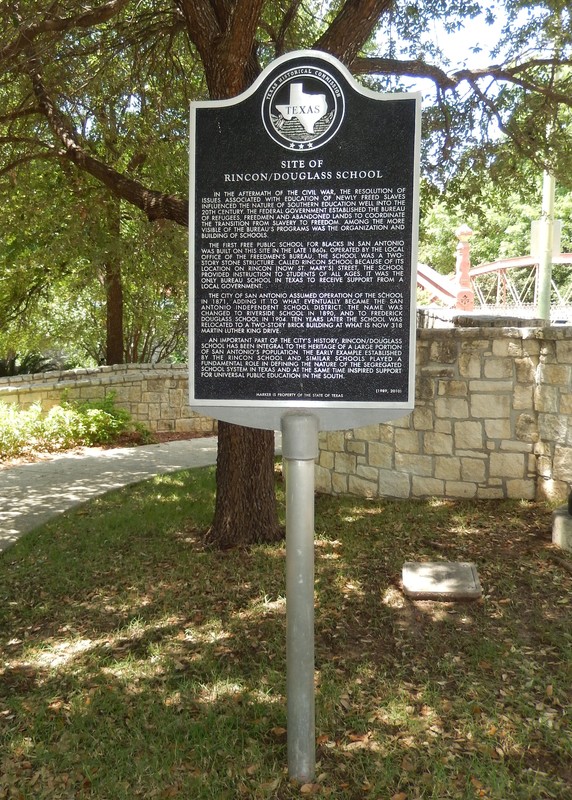 TEXAS HISTORICAL COMMISSION
TEXAS
SITE OF
RINCON/DOUGLASS SCHOOL
IN THE AFTERMATH OF THE CIVIL WAR, THE RESOLUTION OF
ISSUES ASSOCIATED WITH EDUCATION OF NEWLY FREED SLAVES
INFLUENCED THE NATURE OF SOUTHERN EDUCATION WELL INTO THE
20TH CENTURY. THE FEDERAL GOVERNMENT ESTABLISHED THE BUREAU
OF REFUGEES, FREEDMEN AND ABANDONED LANDS TO COORDINATE
THE TRANSITION FROM SLAVERY TO FREEDOM. AMONG THE MORE
VISIBLE OF THE BUREAU'S PROGRAMS WAS THE ORGANIZATION AND
BUILDING OF SCHOOLS.
THE FIRST FREE PUBLIC SCHOOL FOR BLACKS IN SAN ANTONIO
WAS BUILT ON THIS SITE IN THE LATE 1860s. OPERATED BY THE LOCAL
OFFICE OF THE FREEDMEN'S BUREAU, THE SCHOOL WAS A TWO-
STORY STONE STRUCTURE. CALLED RINCON SCHOOL BECAUSE OF ITS
LOCATION ON RINCON (NOW ST. MARY'S) STREET, THE SCHOOL
PROVIDED INSTRUCTION TO STUDENTS OF ALL AGES. IT WAS THE
ONLY BUREAU SCHOOL IN TEXAS TO RECEIVE SUPPORT FROM A
LOCAL GOVERNMENT.
THE CITY OF SAN ANTONIO ASSUMED OPERATION OF THE SCHOOL
IN 1871, ADDING IT TO WHAT EVENTUALLY BECAME THE SAN
ANTONIO INDEPENDENT SCHOOL DISTRICT. THE NAME WAS
CHANGED TO RIVERSIDE SCHOOL IN 1890, AND TO FREDERICK
DOUGLASS SCHOOL IN 1904. TEN YEARS LATER THE SCHOOL WAS
RELOCATED TO A TWO-STORY BRICK BUILDING AT WHAT IS NOW 318
MARTIN LUTHER KING DRIVE.
AN IMPORTANT PART OF THE CITY'S HISTORY, RINCON/DOUGLASS
SCHOOL HAS BEEN INTEGRAL TO THE HERITAGE OF A LARGE PORTION
OF SAN ANTONIO'S POPULATION. THE EARLY EXAMPLE ESTABLISHED
BY THE RINCON SCHOOL AND SIMILAR SCHOOLS PLAYED A
FUNDAMENTAL ROLE IN DEFINING THE NATURE OF THE SEGREGATED
SCHOOL SYSTEM IN TEXAS AND AT THE SAME TIME INSPIRED SUPPORT
FOR UNIVERSAL PUBLIC EDUCATION IN THE SOUTH.
(1989, 2010)
MARKER IS PROPERTY OF THE STATE OF TEXAS